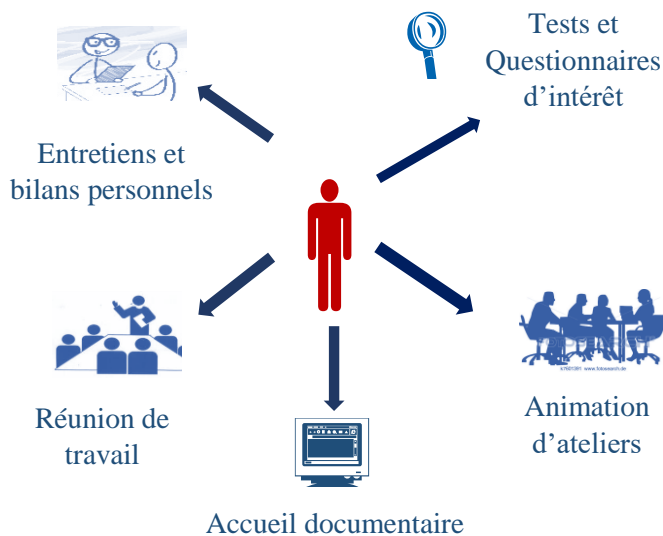 Tests et
Questionnaires
d'intérêt
Entretiens et
bilans personnels
Réunion de
travail
Animation
d'ateliers
Accueil documentaire